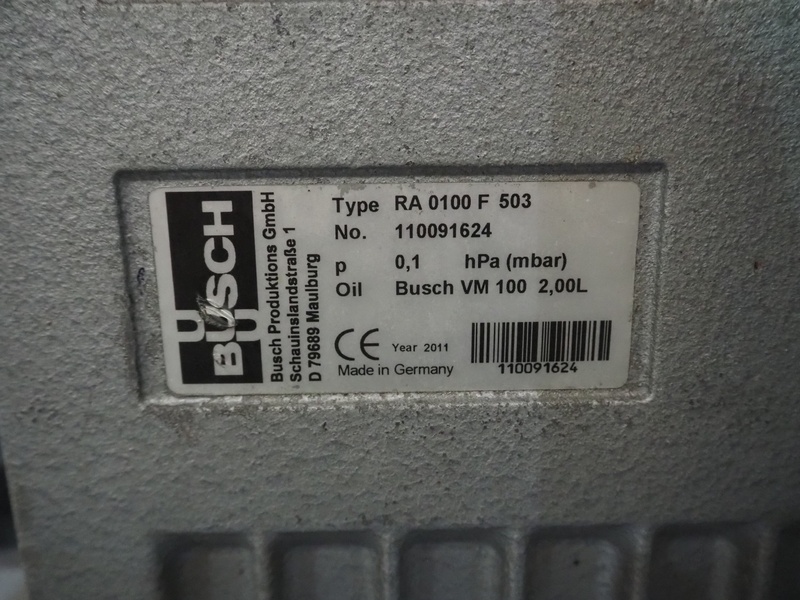 BUSCH
Busch Produktions GmbH
Schauinslandstraße 1
D 79689 Maulburg
Type RA 0100 F 503
No. 110091624
p 0,1 hPa (mbar)
Oil Busch VM 100 2,00L
CE Year 2011
Made in Germany
110091624